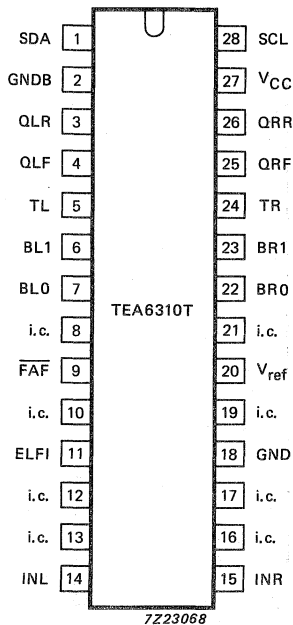 SDA 1 28 SCL
GNDB 2 27 VCC
QLR 3 26 QRR
QLF 4 25 QRF
TL 5 24 TR
BL1 6 23 BR1
BL0 7 22 BR0
TEA6310T
i.c. 8 21 i.c.
F̅A̅F̅ 9 20 Vref
i.c. 10 19 i.c.
ELFI 11 18 GND
i.c. 12 17 i.c.
i.c. 13 16 i.c.
INL 14 15 INR
7Z23068